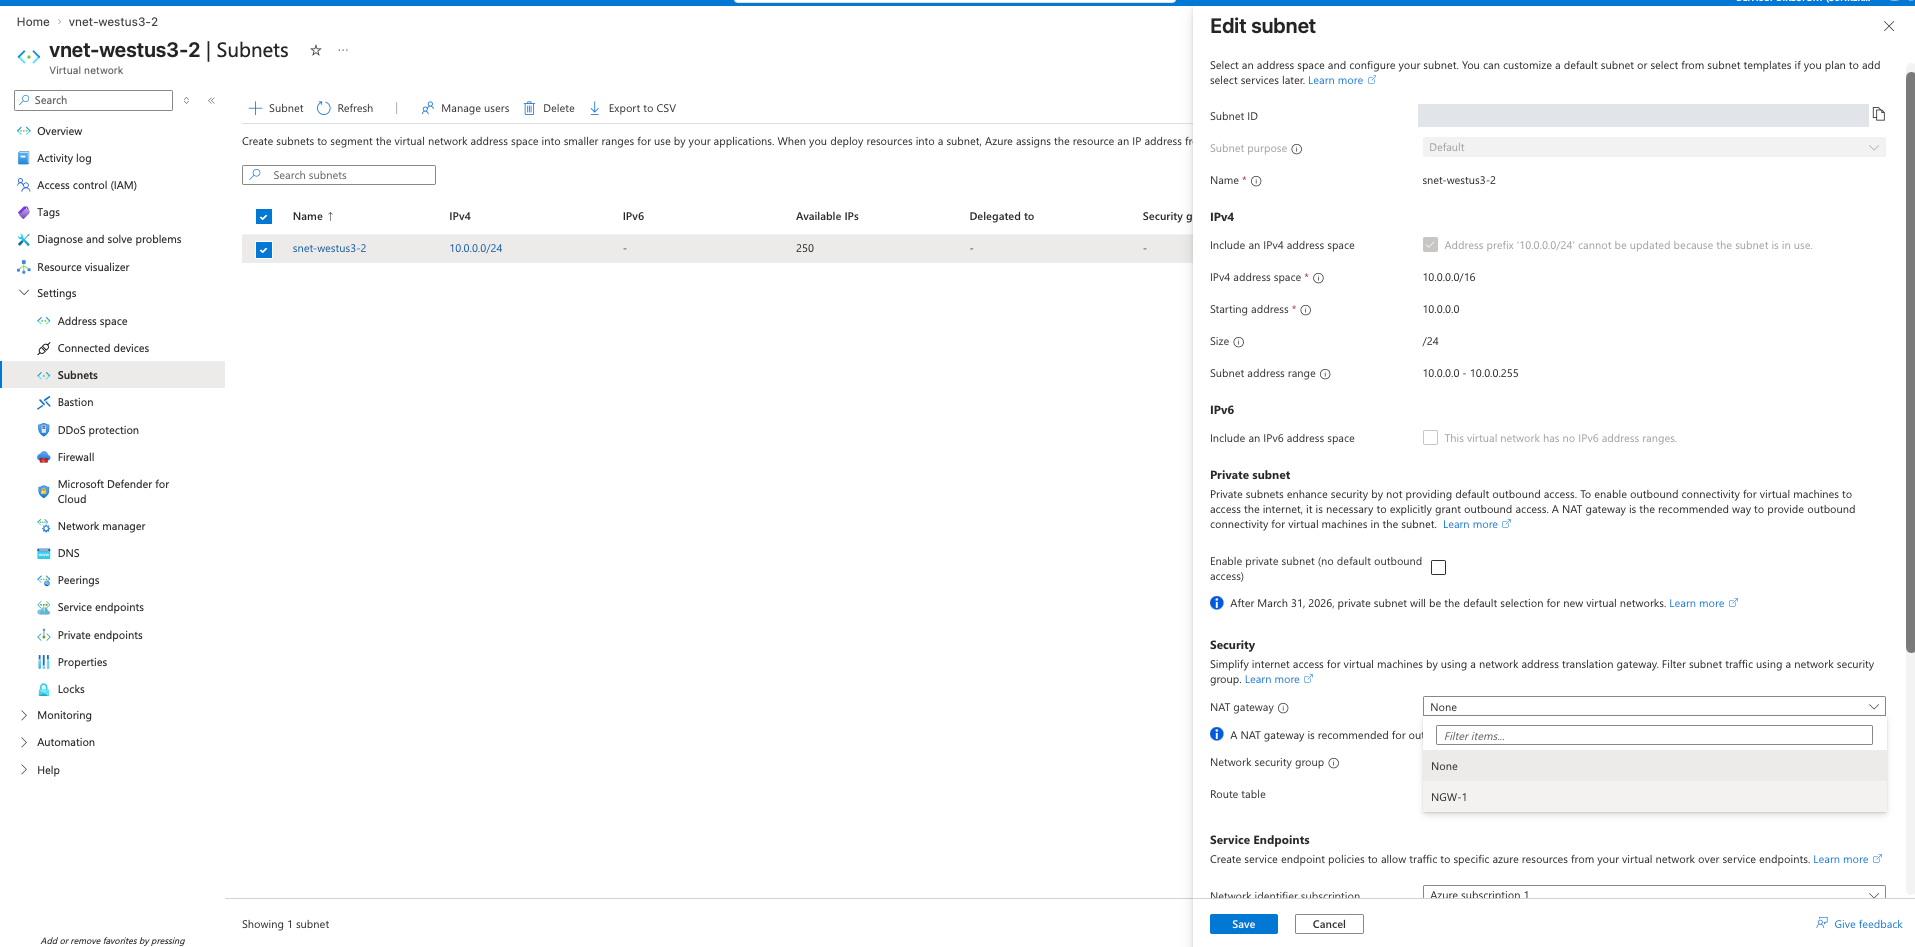 Home > vnet-westus3-2
vnet-westus3-2 | Subnets
Virtual network
Search
Overview
Activity log
Access control (IAM)
Tags
Diagnose and solve problems
Resource visualizer
Settings
Address space
Connected devices
Subnets
Bastion
DDoS protection
Firewall
Microsoft Defender for
Cloud
Network manager
DNS
Peerings
Service endpoints
Private endpoints
Properties
Locks
Monitoring
Automation
Help
Add or remove favorites by pressing
Subnet Refresh | Manage users Delete Export to CSV
Create subnets to segment the virtual network address space into smaller ranges for use by your applications. When you deploy resources into a subnet, Azure assigns the resource an IP address
Search subnets
Name ↑ IPv4 IPv6 Available IPs Delegated to Security g
snet-westus3-2 10.0.0.0/24 - 250 - -
Showing 1 subnet
Edit subnet
Select an address space and configure your subnet. You can customize a default subnet or select from subnet templates if you plan to add
select services later. Learn more
Subnet ID
Subnet purpose Default
Name * snet-westus3-2
IPv4
Include an IPv4 address space Address prefix '10.0.0.0/24' cannot be updated because the subnet is in use.
IPv4 address space * 10.0.0.0/16
Starting address * 10.0.0.0
Size /24
Subnet address range 10.0.0.0 - 10.0.0.255
IPv6
Include an IPv6 address space This virtual network has no IPv6 address ranges.
Private subnet
Private subnets enhance security by not providing default outbound access. To enable outbound connectivity for virtual machines to
access the internet, it is necessary to explicitly grant outbound access. A NAT gateway is the recommended way to provide outbound
connectivity for virtual machines in the subnet. Learn more
Enable private subnet (no default outbound
access)
After March 31, 2026, private subnet will be the default selection for new virtual networks. Learn more
Security
Simplify internet access for virtual machines by using a network address translation gateway. Filter subnet traffic using a network security
group. Learn more
NAT gateway None
A NAT gateway is recommended for out
Filter items...
None
NGW-1
Network security group
Route table
Service Endpoints
Create service endpoint policies to allow traffic to specific azure resources from your virtual network over service endpoints. Learn more
Network identifier subscription Azure subscription 1
Save Cancel Give feedback